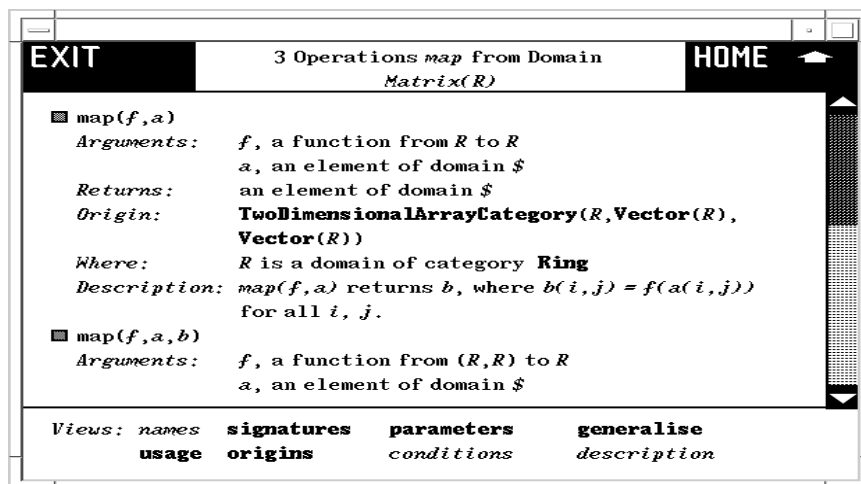 EXIT
3 Operations map from Domain
HOME
Matrix(R)
map(f,a)
Arguments: f, a function from R to R
a, an element of domain $
Returns: an element of domain $
Origin: TwoDimensionalArrayCategory(R,Vector(R),
Vector(R))
Where: R is a domain of category Ring
Description: map(f,a) returns b, where b(i,j) = f(a(i,j))
for all i, j.
map(f,a,b)
Arguments: f, a function from (R,R) to R
a, an element of domain $
Views: names signatures parameters generalise
usage origins conditions description